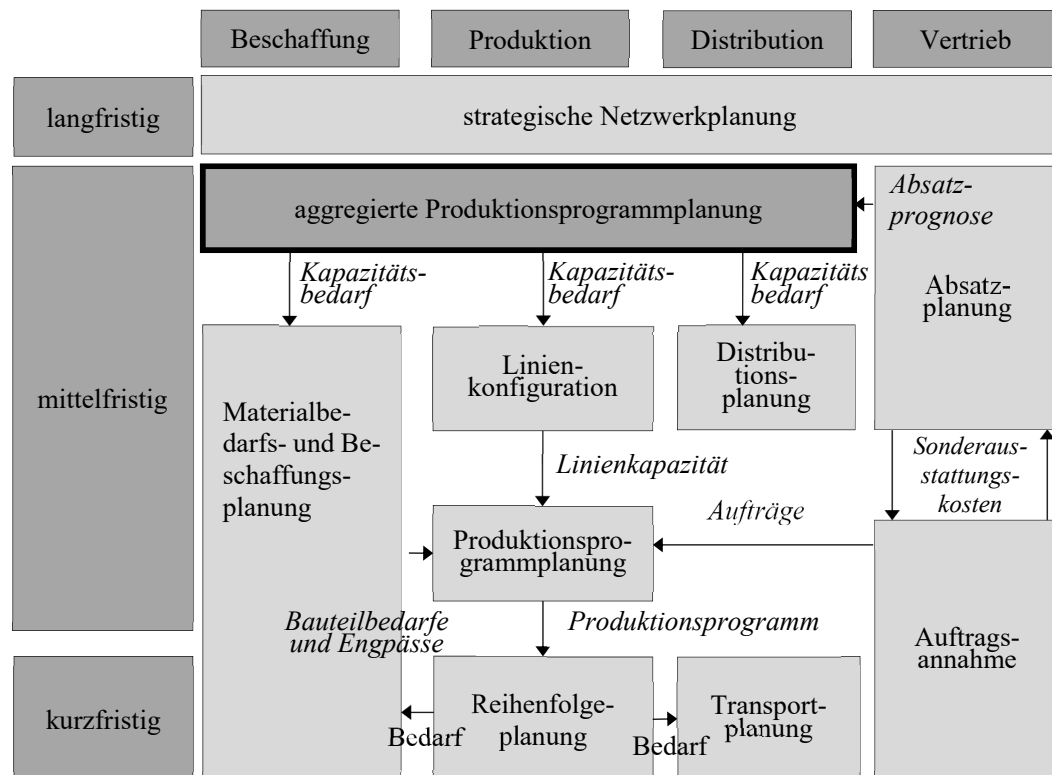 Beschaffung
Produktion
Distribution
Vertrieb
langfristig
strategische Netzwerkplanung
mittelfristig
aggregierte Produktionsprogrammplanung
Absatz-
prognose
Absatz-
planung
Kapazitäts-
bedarf
Kapazitäts-
bedarf
Kapazitäts
bedarf
Materialbe-
darfs- und Be-
schaffungs-
planung
Linien-
konfiguration
Distribu-
tions-
planung
Linienkapazität
Sonderaus-
stattungs-
kosten
Aufträge
Produktionspro-
grammplanung
Bauteilbedarfe
und Engpässe
Produktionsprogramm
Auftrags-
annahme
kurzfristig
Reihenfolge-
planung
Transport-
planung
Bedarf
Bedarf